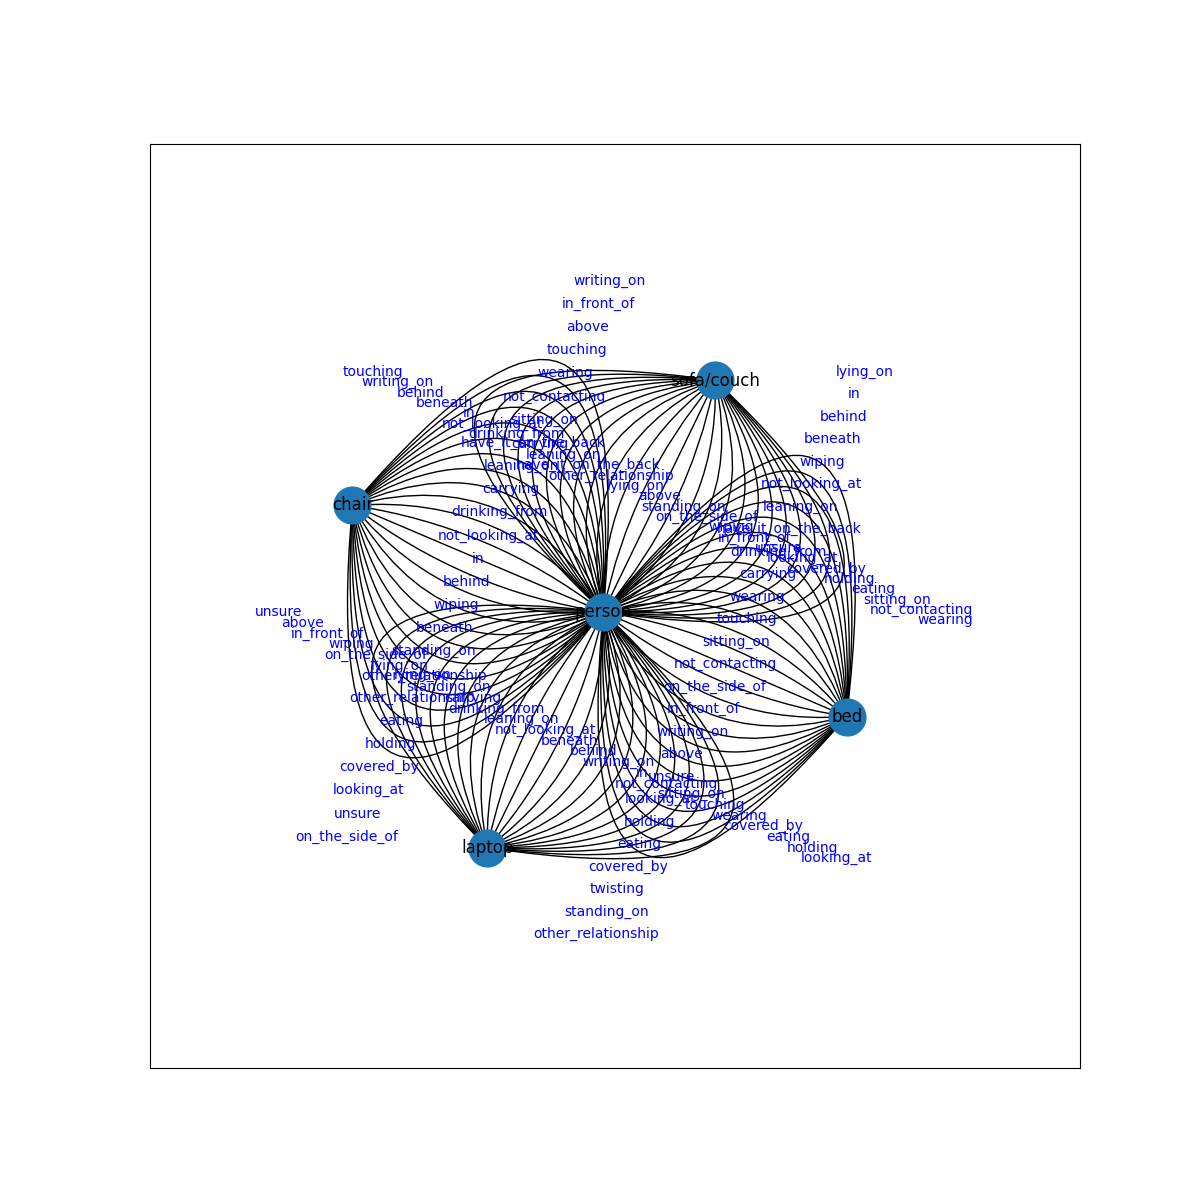 writing_on
in_front_of
above
touching
wearing
not_contacting
sitting_on
touching
writing_on
behind
beneath
in
not_looking_at
drinking_from
have_it_on_the_back
leaning_on
have_it_on_the_back
leaning_on
other_relationship
lying_on
carrying
above
standing_on
on_the_side_of
drinking_from
not_looking_at
in
behind
wiping
beneath
standing_on
lying_on
other_relationship
eating
holding
covered_by
looking_at
unsure
on_the_side_of
sofa/couch
lying_on
in
behind
beneath
wiping
not_looking_at
leaning_on
have_it_on_the_back
in_front_of
unsure
drinking_from
looking_at
covered_by
carrying
holding
eating
sitting_on
not_contacting
wearing
wearing
touching
sitting_on
not_contacting
on_the_side_of
in_front_of
writing_on
above
unsure
looking_at
holding
eating
covered_by
twisting
standing_on
other_relationship
chair
perso
bed
laptop
unsure
above
in_front_of
wiping
on_the_side_of
lying_on
other_relationship
standing_on
carrying
drinking_from
leaning_on
not_looking_at
beneath
behind
writing_on
in
not_contacting
sitting_on
touching
wearing
covered_by
eating
holding
looking_at